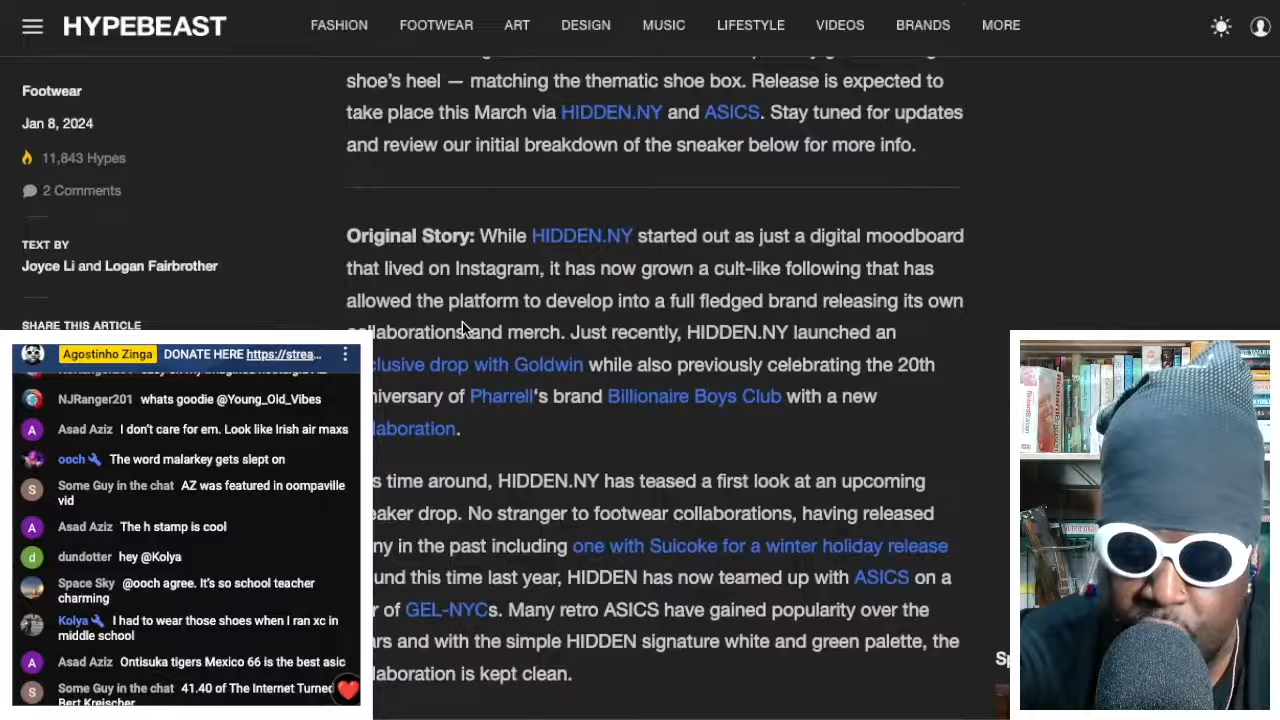 HYPEBEAST
FASHION FOOTWEAR ART DESIGN MUSIC LIFESTYLE VIDEOS BRANDS MORE
Footwear
Jan 8, 2024
11,843 Hypes
2 Comments
TEXT BY
Joyce Li and Logan Fairbrother
SHARE THIS ARTICLE
shoe's heel — matching the thematic shoe box. Release is expected to
take place this March via HIDDEN.NY and ASICS. Stay tuned for updates
and review our initial breakdown of the sneaker below for more info.
Original Story: While HIDDEN.NY started out as just a digital moodboard
that lived on Instagram, it has now grown a cult-like following that has
allowed the platform to develop into a full fledged brand releasing its own
collaborations and merch. Just recently, HIDDEN.NY launched an
clusive drop with Goldwin while also previously celebrating the 20th
niversary of Pharrell's brand Billionaire Boys Club with a new
laboration.
s time around, HIDDEN.NY has teased a first look at an upcoming
eaker drop. No stranger to footwear collaborations, having released
ny in the past including one with Suicoke for a winter holiday release
und this time last year, HIDDEN has now teamed up with ASICS on a
r of GEL-NYCs. Many retro ASICS have gained popularity over the
ars and with the simple HIDDEN signature white and green palette, the
laboration is kept clean.
Agostinho Zinga DONATE HERE https://strea...
NJRanger201 whats goodie @Young_Old_Vibes
A Asad Aziz I don't care for em. Look like Irish air maxs
ooch The word malarkey gets slept on
S Some Guy in the chat AZ was featured in oompaville
vid
A Asad Aziz The h stamp is cool
d dundotter hey @Kolya
Space Sky @ooch agree. It's so school teacher
charming
Kolya I had to wear those shoes when I ran xc in
middle school
A Asad Aziz Ontisuka tigers Mexico 66 is the best asic
S Some Guy in the chat 41.40 of The Internet Turned
Bert Kreischer
Sp